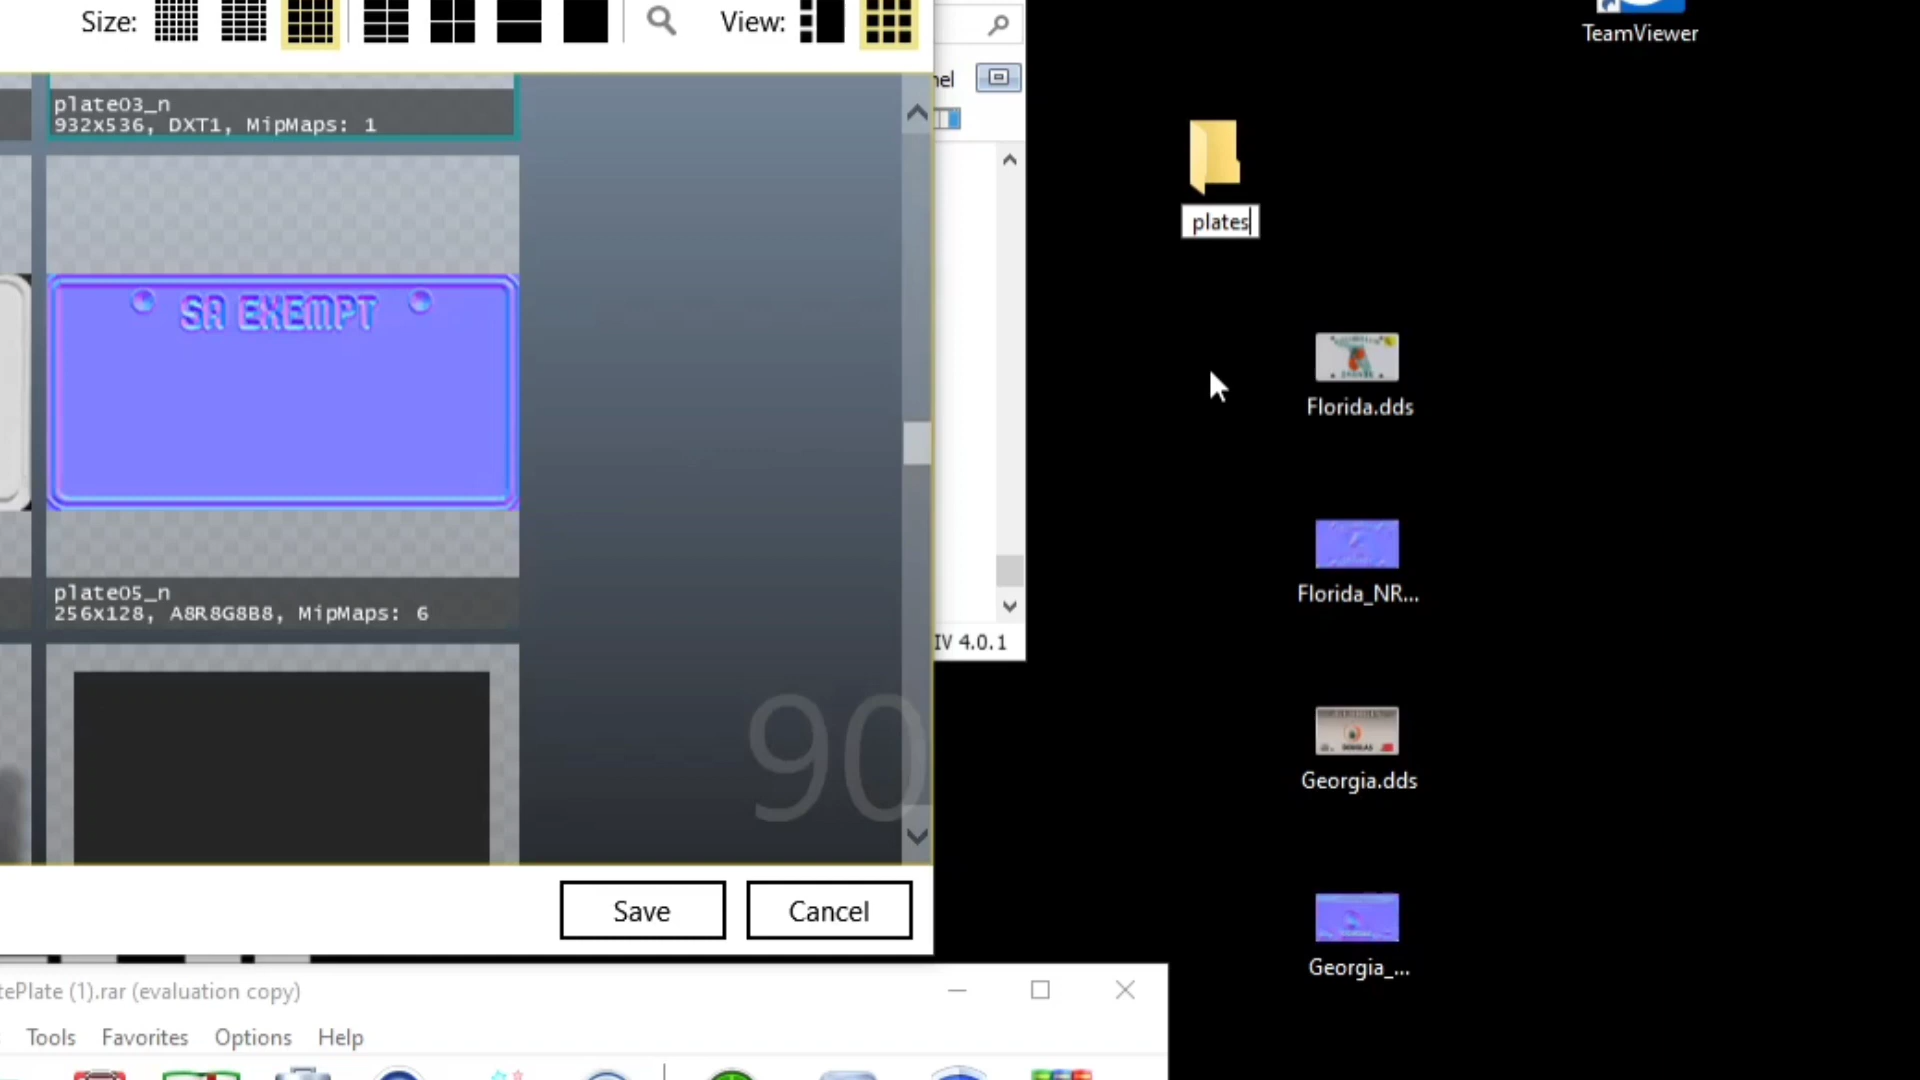 Size:
View:
TeamViewer
nel
plate03_n
932x536, DXT1, MipMaps: 1
plates
SA EXEMPT
Florida.dds
plate05_n
256x128, A8R8G8B8, MipMaps: 6
Florida_NR...
IV 4.0.1
90
Georgia.dds
Save
Cancel
Georgia_...
tePlate (1).rar (evaluation copy)
Tools
Favorites
Options
Help